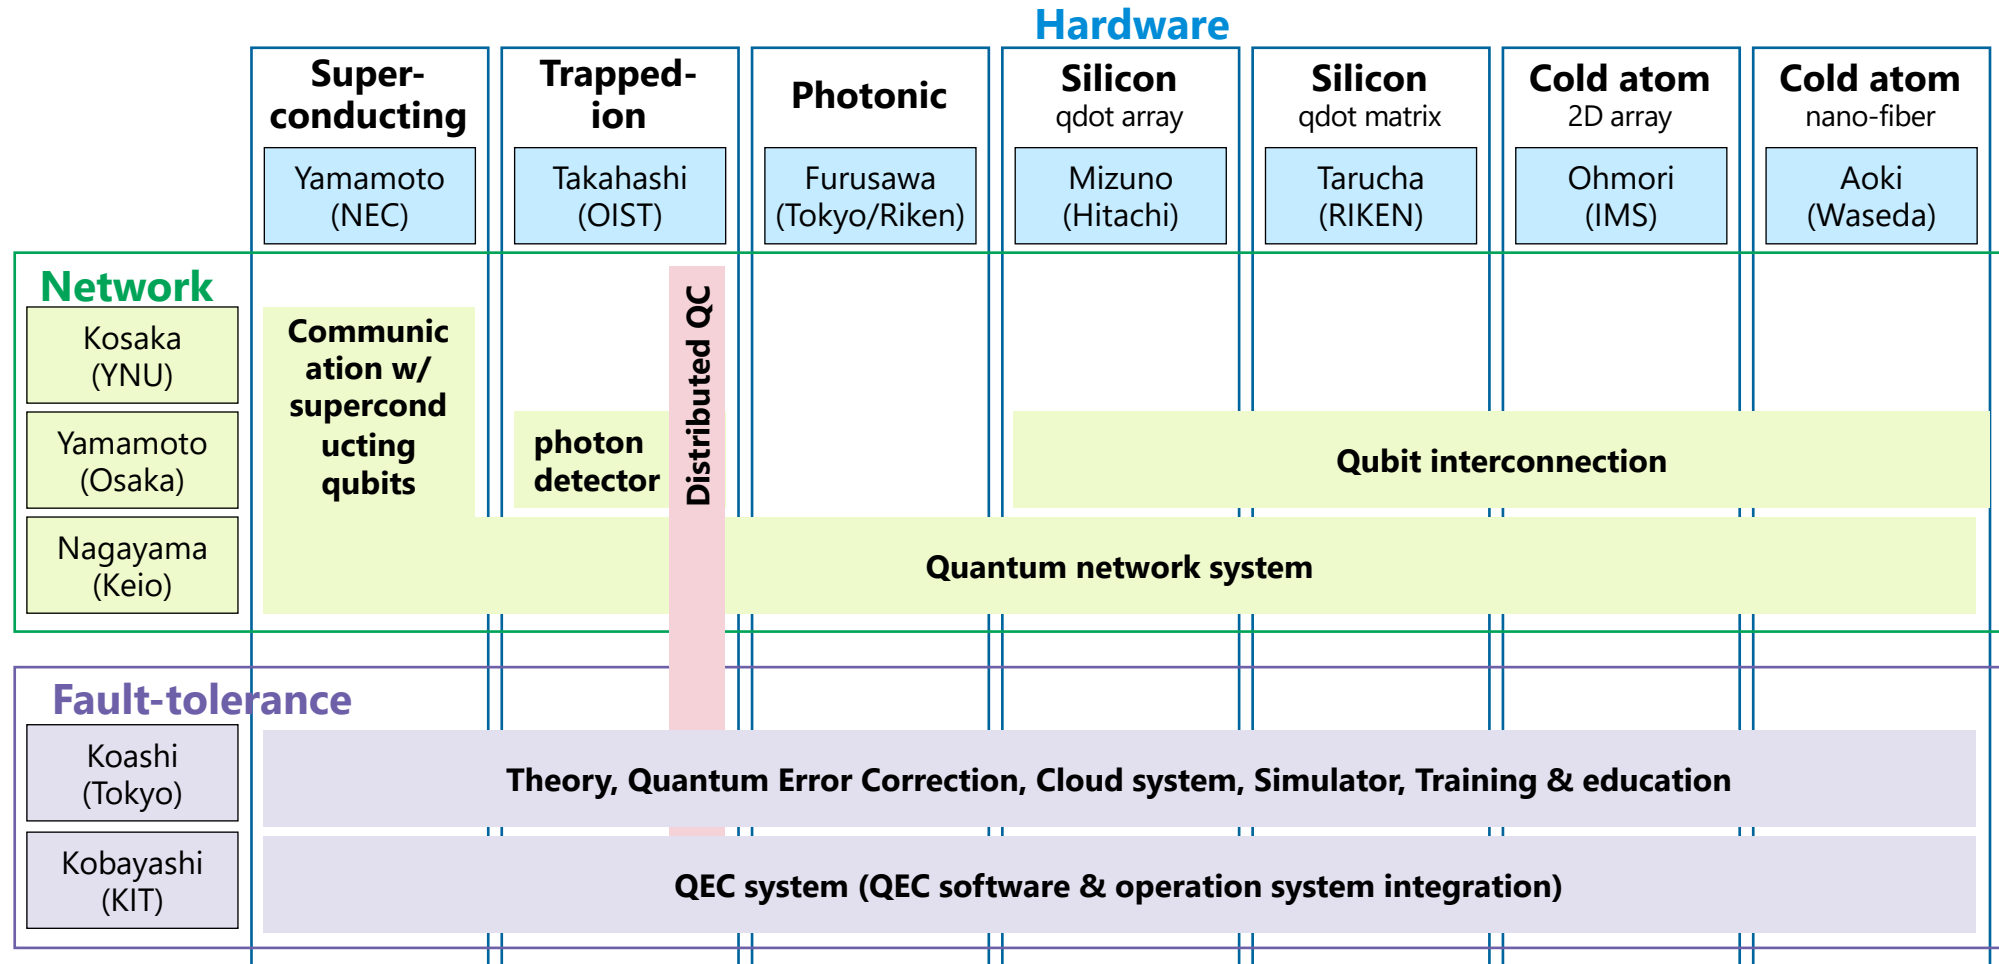 Hardware
Super-
conducting
Yamamoto
(NEC)
Trapped-
ion
Takahashi
(OIST)
Photonic
Furusawa
(Tokyo/Riken)
Silicon
qdot array
Mizuno
(Hitachi)
Silicon
qdot matrix
Tarucha
(RIKEN)
Cold atom
2D array
Ohmori
(IMS)
Cold atom
nano-fiber
Aoki
(Waseda)
Network
Kosaka
(YNU)
Yamamoto
(Osaka)
Nagayama
(Keio)
Communic
ation w/
supercond
ucting
qubits
photon
detector
Distributed QC
Qubit interconnection
Quantum network system
Fault-tolerance
Koashi
(Tokyo)
Theory, Quantum Error Correction, Cloud system, Simulator, Training & education
Kobayashi
(KIT)
QEC system (QEC software & operation system integration)